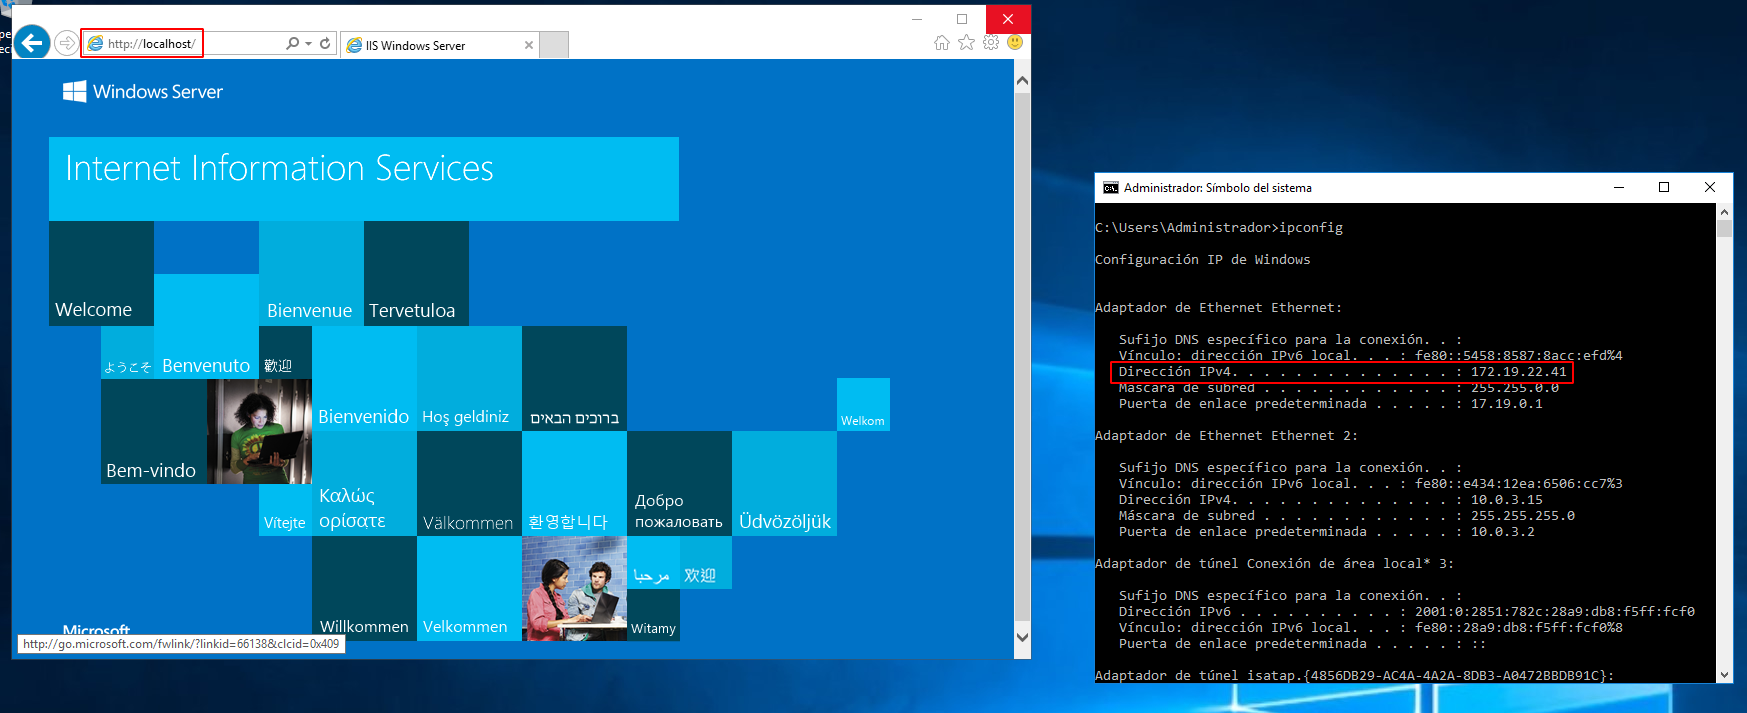 http://localhost/
IIS Windows Server
Windows Server
Internet Information Services
Welcome
Bienvenue
Tervetuloa
ようこそ
Benvenuto
歡迎
Bienvenido
Hoş geldiniz
ברוכים הבאים
Welkom
Bem-vindo
Vítejte
Καλώς
ορίσατε
Välkommen
환영합니다
Добро
пожаловать
Üdvözöljük
مرحبا
欢迎
Willkommen
Velkommen
Witamy
Microsoft
http://go.microsoft.com/fwlink/?linkid=66138&clcid=0x409
Administrador: Símbolo del sistema
C:\Users\Administrador>ipconfig
Configuración IP de Windows
Adaptador de Ethernet Ethernet:
Sufijo DNS específico para la conexión. . :
Vínculo: dirección IPv6 local. . . : fe80::5458:8587:8acc:efd%4
Dirección IPv4. . . . . . . . . . . . . . : 172.19.22.41
Máscara de subred . . . . . . . . . . . . : 255.255.0.0
Puerta de enlace predeterminada . . . . . : 17.19.0.1
Adaptador de Ethernet Ethernet 2:
Sufijo DNS específico para la conexión. . :
Vínculo: dirección IPv6 local. . . : fe80::e434:12ea:6506:cc7%3
Dirección IPv4. . . . . . . . . . . . . . : 10.0.3.15
Máscara de subred . . . . . . . . . . . . : 255.255.255.0
Puerta de enlace predeterminada . . . . . : 10.0.3.2
Adaptador de túnel Conexión de área local* 3:
Sufijo DNS específico para la conexión. . :
Dirección IPv6 . . . . . . . . . . : 2001:0:2851:782c:28a9:db8:f5ff:fcf0
Vínculo: dirección IPv6 local. . . : fe80::28a9:db8:f5ff:fcf0%8
Puerta de enlace predeterminada . . . . . : ::
Adaptador de túnel isatap.{4856DB29-AC4A-4A2A-8DB3-A0472BBDB91C}: